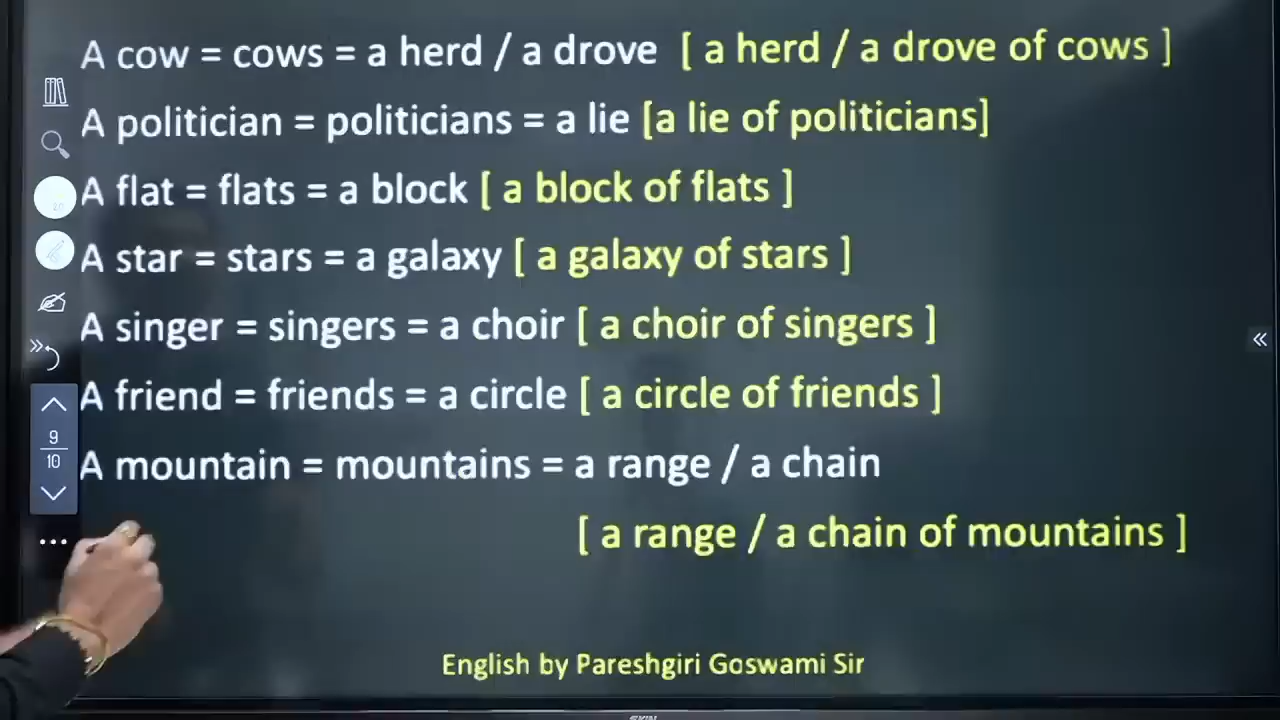 A cow = cows = a herd / a drove [ a herd / a drove of cows ]
A politician = politicians = a lie [a lie of politicians]
A flat = flats = a block [ a block of flats ]
A star = stars = a galaxy [ a galaxy of stars ]
A singer = singers = a choir [ a choir of singers ]
A friend = friends = a circle [ a circle of friends ]
9
10
A mountain = mountains = a range / a chain
[ a range / a chain of mountains ]
English by Pareshgiri Goswami Sir